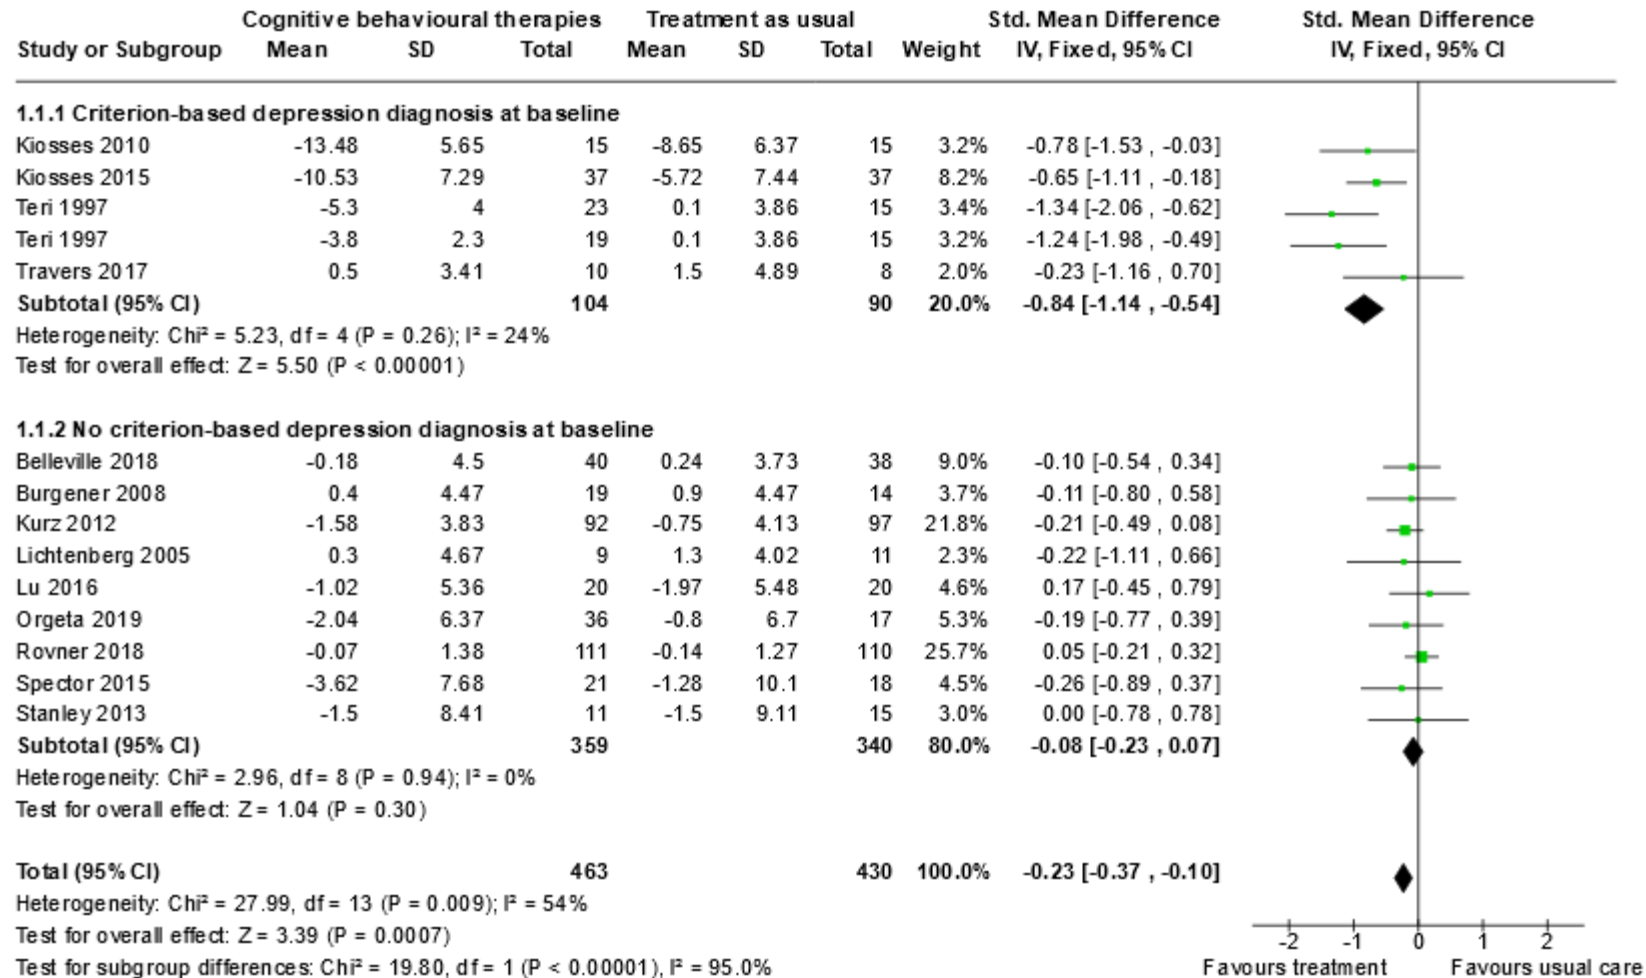 Cognitive behavioural therapies Treatment as usual Std. Mean Difference Std. Mean Difference
Study or Subgroup Mean SD Total Mean SD Total Weight IV, Fixed, 95% CI IV, Fixed, 95% CI
1.1.1 Criterion-based depression diagnosis at baseline
Kiosses 2010 -13.48 5.65 15 -8.65 6.37 15 3.2% -0.78 [-1.53 , -0.03]
Kiosses 2015 -10.53 7.29 37 -5.72 7.44 37 8.2% -0.65 [-1.11 , -0.18]
Teri 1997 -5.3 4 23 0.1 3.86 15 3.4% -1.34 [-2.06 , -0.62]
Teri 1997 -3.8 2.3 19 0.1 3.86 15 3.2% -1.24 [-1.98 , -0.49]
Travers 2017 0.5 3.41 10 1.5 4.89 8 2.0% -0.23 [-1.16 , 0.70]
Subtotal (95% CI) 104 90 20.0% -0.84 [-1.14 , -0.54]
Heterogeneity: Chi² = 5.23, df = 4 (P = 0.26); I² = 24%
Test for overall effect: Z = 5.50 (P < 0.00001)
1.1.2 No criterion-based depression diagnosis at baseline
Belleville 2018 -0.18 4.5 40 0.24 3.73 38 9.0% -0.10 [-0.54 , 0.34]
Burgener 2008 0.4 4.47 19 0.9 4.47 14 3.7% -0.11 [-0.80 , 0.58]
Kurz 2012 -1.58 3.83 92 -0.75 4.13 97 21.8% -0.21 [-0.49 , 0.08]
Lichtenberg 2005 0.3 4.67 9 1.3 4.02 11 2.3% -0.22 [-1.11 , 0.66]
Lu 2016 -1.02 5.36 20 -1.97 5.48 20 4.6% 0.17 [-0.45 , 0.79]
Orgeta 2019 -2.04 6.37 36 -0.8 6.7 17 5.3% -0.19 [-0.77 , 0.39]
Rovner 2018 -0.07 1.38 111 -0.14 1.27 110 25.7% 0.05 [-0.21 , 0.32]
Spector 2015 -3.62 7.68 21 -1.28 10.1 18 4.5% -0.26 [-0.89 , 0.37]
Stanley 2013 -1.5 8.41 11 -1.5 9.11 15 3.0% 0.00 [-0.78 , 0.78]
Subtotal (95% CI) 359 340 80.0% -0.08 [-0.23 , 0.07]
Heterogeneity: Chi² = 2.96, df = 8 (P = 0.94); I² = 0%
Test for overall effect: Z = 1.04 (P = 0.30)
Total (95% CI) 463 430 100.0% -0.23 [-0.37 , -0.10]
Heterogeneity: Chi² = 27.99, df = 13 (P = 0.009); I² = 54%
Test for overall effect: Z = 3.39 (P = 0.0007) -2 -1 0 1 2
Test for subgroup differences: Chi² = 19.80, df = 1 (P < 0.00001), I² = 95.0% Favours treatment Favours usual care